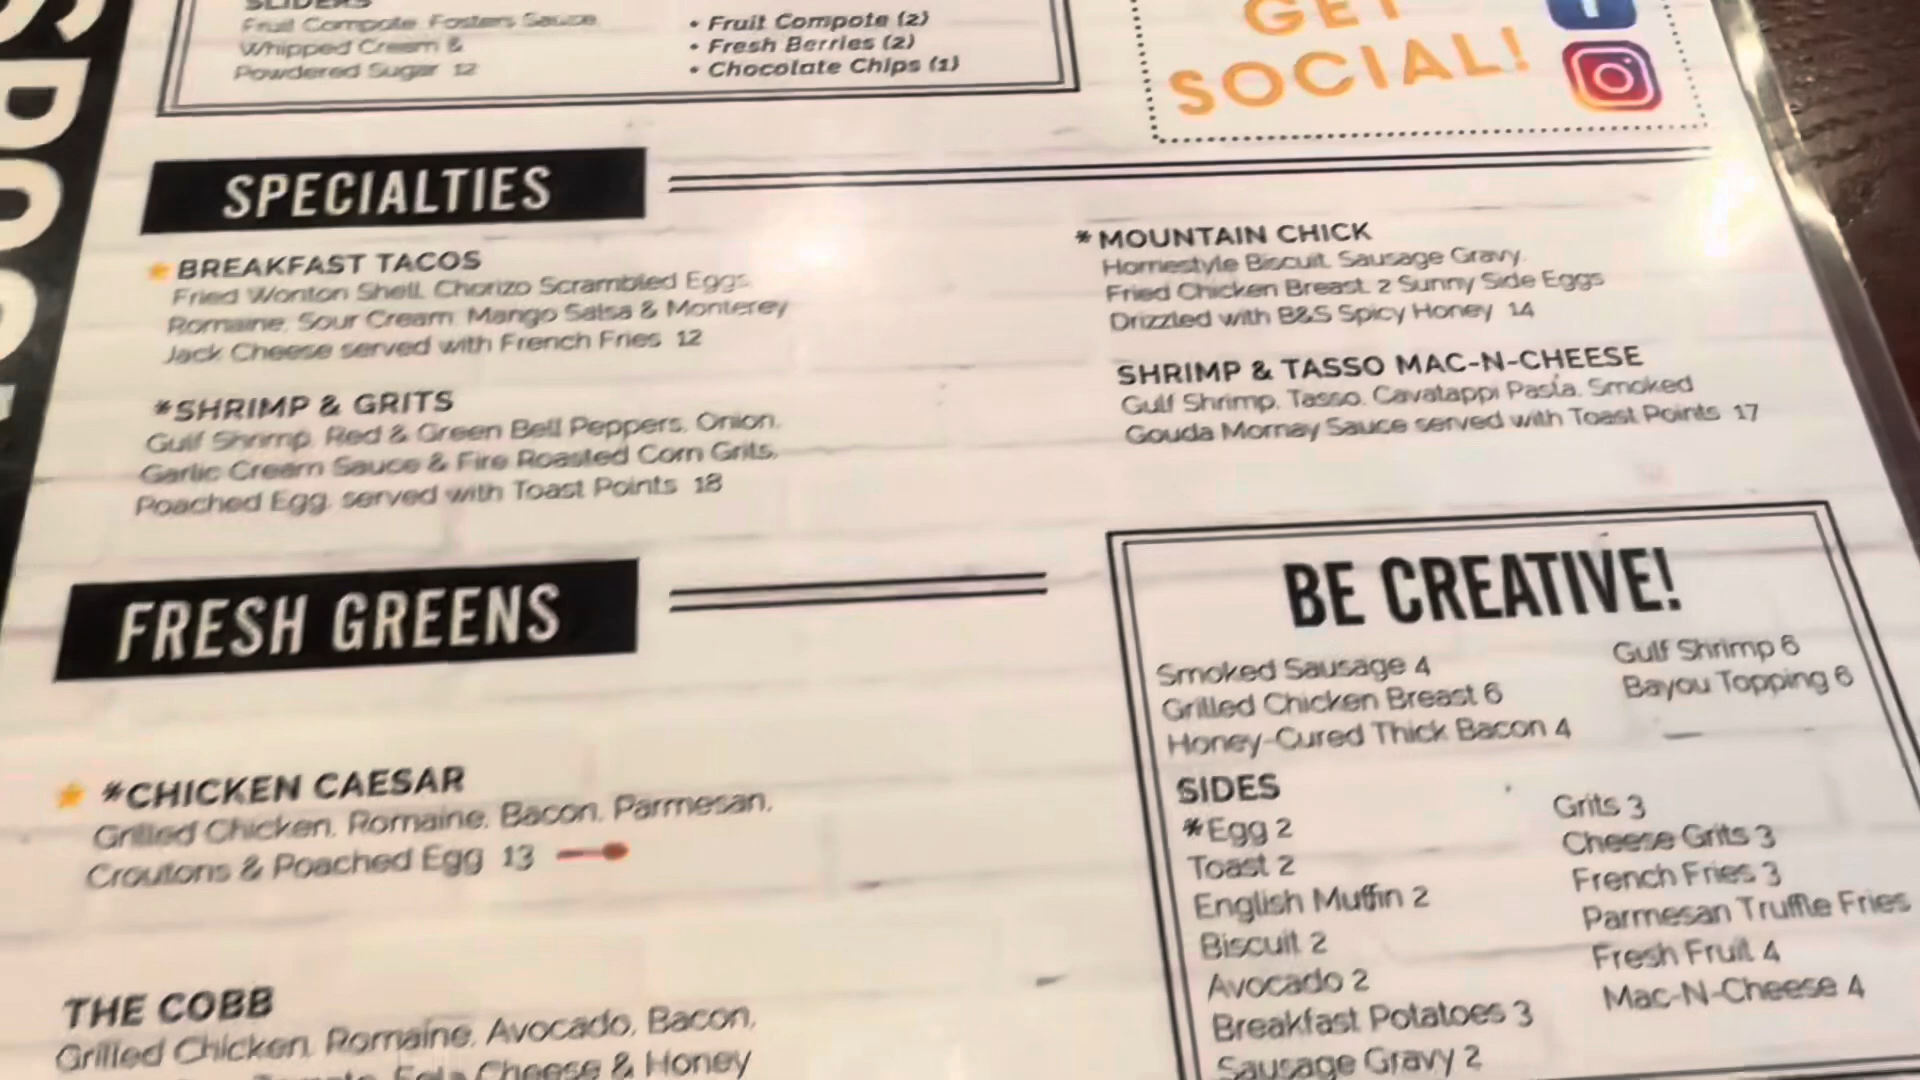 SLIDERS
Fruit Compote, Fosters Sauce,
Whipped Cream &
Powdered Sugar 12
• Fruit Compote (2)
• Fresh Berries (2)
• Chocolate Chips (1)
GET
SOCIAL!
SPECIALTIES
BREAKFAST TACOS
Fried Wonton Shell, Chorizo Scrambled Eggs,
Romaine, Sour Cream, Mango Salsa & Monterey
Jack Cheese served with French Fries 12
*SHRIMP & GRITS
Gulf Shrimp, Red & Green Bell Peppers, Onion,
Garlic Cream Sauce & Fire Roasted Corn Grits,
Poached Egg, served with Toast Points 18
*MOUNTAIN CHICK
Homestyle Biscuit, Sausage Gravy,
Fried Chicken Breast, 2 Sunny Side Eggs
Drizzled with B&S Spicy Honey 14
SHRIMP & TASSO MAC-N-CHEESE
Gulf Shrimp, Tasso, Cavatappi Pasta, Smoked
Gouda Mornay Sauce served with Toast Points 17
FRESH GREENS
*CHICKEN CAESAR
Grilled Chicken, Romaine, Bacon, Parmesan,
Croutons & Poached Egg 13
THE COBB
Grilled Chicken, Romaine, Avocado, Bacon,
Cheese & Honey
BE CREATIVE!
Smoked Sausage 4
Grilled Chicken Breast 6
Honey-Cured Thick Bacon 4
Gulf Shrimp 6
Bayou Topping 6
SIDES
*Egg 2
Toast 2
English Muffin 2
Biscuit 2
Avocado 2
Breakfast Potatoes 3
Sausage Gravy 2
Grits 3
Cheese Grits 3
French Fries 3
Parmesan Truffle Fries
Fresh Fruit 4
Mac-N-Cheese 4